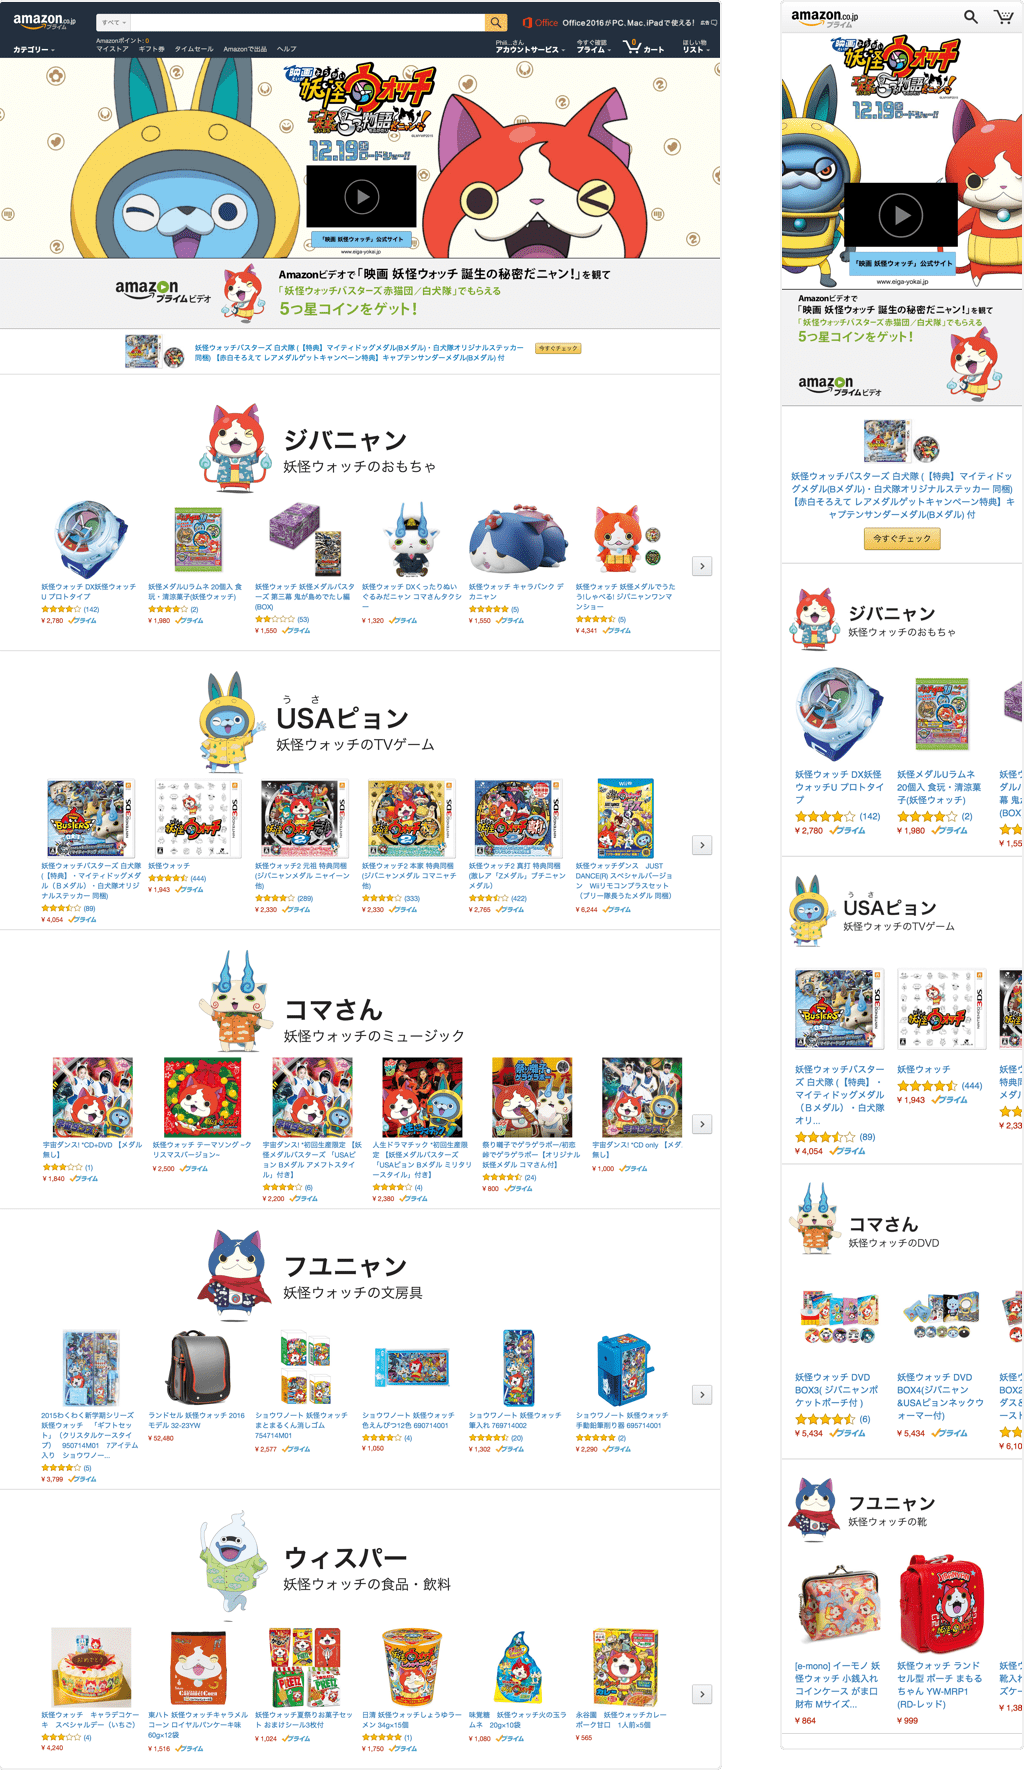 amazon.co.jp
プライム
すべて
Office Office2016がPC、Mac、iPadで使える! 広告
カテゴリー
Amazonポイント: 0
マイストア ギフト券 タイムセール Amazonで出品 ヘルプ
Phil...さん
アカウントサービス
今すぐ確認
プライム
0
カート
ほしい物
リスト
映画
妖怪ウォッチ
12.19 ロードショー!!
「映画 妖怪ウォッチ」公式サイト
www.eiga-yokai.jp
amazon
プライムビデオ
Amazonビデオで「映画 妖怪ウォッチ 誕生の秘密だニャン!」を観て
「妖怪ウォッチバスターズ赤猫団/白犬隊」でもらえる
5つ星コインをゲット!
妖怪ウォッチバスターズ 白犬隊 (【特典】マイティドッグメダル(Bメダル)・白犬隊オリジナルステッカー
同梱) 【赤白そろえて レアメダルゲットキャンペーン特典】キャプテンサンダーメダル(Bメダル) 付
今すぐチェック
ジバニャン
妖怪ウォッチのおもちゃ
妖怪ウォッチ DX妖怪ウォッチ
U プロトタイプ
(142)
¥ 2,780 プライム
妖怪メダルUラムネ 20個入 食
玩・清涼菓子(妖怪ウォッチ)
(2)
¥ 1,980 プライム
妖怪ウォッチ 妖怪メダルバスタ
ーズ 第三幕 鬼が島めでたし編
(BOX)
(53)
¥ 1,550 プライム
妖怪ウォッチ DXくったりぬい
ぐるみだニャン コマさんタクシ
ー
¥ 1,320 プライム
妖怪ウォッチ キャラバンク デ
カニャン
(5)
¥ 1,550 プライム
妖怪ウォッチ 妖怪メダルでうた
う!しゃべる! ジバニャンワンマ
ンショー
(5)
¥ 4,341 プライム
うさ
USAピョン
妖怪ウォッチのTVゲーム
妖怪ウォッチバスターズ 白犬隊
(【特典】・マイティドッグメダ
ル（Bメダル）・白犬隊オリジ
ナルステッカー 同梱)
(89)
¥ 4,054 プライム
妖怪ウォッチ
(444)
¥ 1,943 プライム
妖怪ウォッチ2 元祖 特典同梱
(ジバニャンメダル ニャイーン
他)
(289)
¥ 2,330 プライム
妖怪ウォッチ2 本家 特典同梱
(ジバニャンメダル コマニャチ
他)
(333)
¥ 2,330 プライム
妖怪ウォッチ2 真打 特典同梱
(激レア「Zメダル」ブチニャン
メダル）
(422)
¥ 2,765 プライム
妖怪ウォッチダンス JUST
DANCE(R) スペシャルバージョ
ン Wiiリモコンプラスセット
（ブリー隊長うたメダル 同梱）
¥ 6,244 プライム
コマさん
妖怪ウォッチのミュージック
宇宙ダンス! *CD+DVD 【メダル
無し】
(1)
¥ 1,840 プライム
妖怪ウォッチ テーマソング ~ク
リスマスバージョン~
¥ 2,500 プライム
宇宙ダンス! *初回生産限定 【妖
怪メダルバスターズ 「USAピ
ョン Bメダル アメフトスタイ
ル」付き】
(6)
¥ 2,200 プライム
人生ドラマチック *初回生産限
定 【妖怪メダルバスターズ
「USAピョン Bメダル ミリタリ
ースタイル」付き】
(4)
¥ 2,380 プライム
祭り囃子でゲラゲラポー/初恋
峠でゲラゲラポー【オリジナル
妖怪メダル コマさん付】
(24)
¥ 800 プライム
宇宙ダンス! *CD only 【メダル
無し】
¥ 1,000 プライム
フユニャン
妖怪ウォッチの文房具
2015わくわく新学期シリーズ
妖怪ウォッチ 「ギフトセッ
ト」（クリスタルケースタイ
プ） 950714M01 7アイテム
入り ショウワノー...
(5)
¥ 3,799 プライム
ランドセル 妖怪ウォッチ 2016
モデル 32-23YW
¥ 52,480
ショウワノート 妖怪ウォッチ
まとまるくん消しゴム
754714M01
¥ 2,577 プライム
ショウワノート 妖怪ウォッチ
色えんぴつ12色 690714001
(4)
¥ 1,050
ショウワノート 妖怪ウォッチ
筆入れ 769714002
(20)
¥ 1,302 プライム
ショウワノート 妖怪ウォッチ
手動鉛筆削り器 695714001
(2)
¥ 2,290 プライム
ウィスパー
妖怪ウォッチの食品・飲料
妖怪ウォッチ キャラデコケー
キ スペシャルデー（いちご）
(4)
¥ 4,240
東ハト 妖怪ウォッチキャラメル
コーン ロイヤルパンケーキ味
60g×12袋
¥ 1,516 プライム
妖怪ウォッチ夏祭りお菓子セッ
ト おまけシール3枚付
¥ 1,024 プライム
日清 妖怪ウォッチしょうゆラー
メン 34g×15個
(1)
¥ 1,750 プライム
味覚糖 妖怪ウォッチ火の玉ラ
ムネ 20g×10袋
¥ 1,080 プライム
永谷園 妖怪ウォッチカレー
ポーク甘口 1人前×5個
¥ 565
amazon.co.jp
プライム
映画
妖怪ウォッチ
12.19 ロードショー!!
「映画 妖怪ウォッチ」公式サイト
www.eiga-yokai.jp
Amazonビデオで
「映画 妖怪ウォッチ 誕生の秘密だニャン!」を観て
「妖怪ウォッチバスターズ赤猫団/白犬隊」でもらえる
5つ星コインをゲット!
amazon
プライムビデオ
妖怪ウォッチバスターズ 白犬隊 (【特典】マイティドッ
グメダル(Bメダル)・白犬隊オリジナルステッカー 同梱)
【赤白そろえて レアメダルゲットキャンペーン特典】キ
ャプテンサンダーメダル(Bメダル) 付
今すぐチェック
ジバニャン
妖怪ウォッチのおもちゃ
妖怪ウォッチ DX妖怪
ウォッチU プロトタイ
プ
(142)
¥ 2,780 プライム
妖怪メダルUラムネ
20個入 食玩・清涼菓
子(妖怪ウォッチ)
(2)
¥ 1,980 プライム
うさ
USAピョン
妖怪ウォッチのTVゲーム
妖怪ウォッチバスター
ズ 白犬隊 (【特典】・
マイティドッグメダル
（Bメダル）・白犬隊
オリ...
(89)
¥ 4,054 プライム
妖怪ウォッチ
(444)
¥ 1,943 プライム
コマさん
妖怪ウォッチのDVD
妖怪ウォッチ DVD
BOX3( ジバニャンポ
ケットポーチ付 )
(6)
¥ 5,434 プライム
妖怪ウォッチ DVD
BOX4(ジバニャン
&USAピョンネックウ
ォーマー付)
¥ 5,434 プライム
フユニャン
妖怪ウォッチの靴
[e-mono] イーモノ 妖
怪ウォッチ 小銭入れ
コインケース がま口
財布 Mサイズ...
¥ 864
妖怪ウォッチ ランド
セル型 ポーチ まもる
ちゃん YW-MRP1
(RD-レッド)
¥ 999